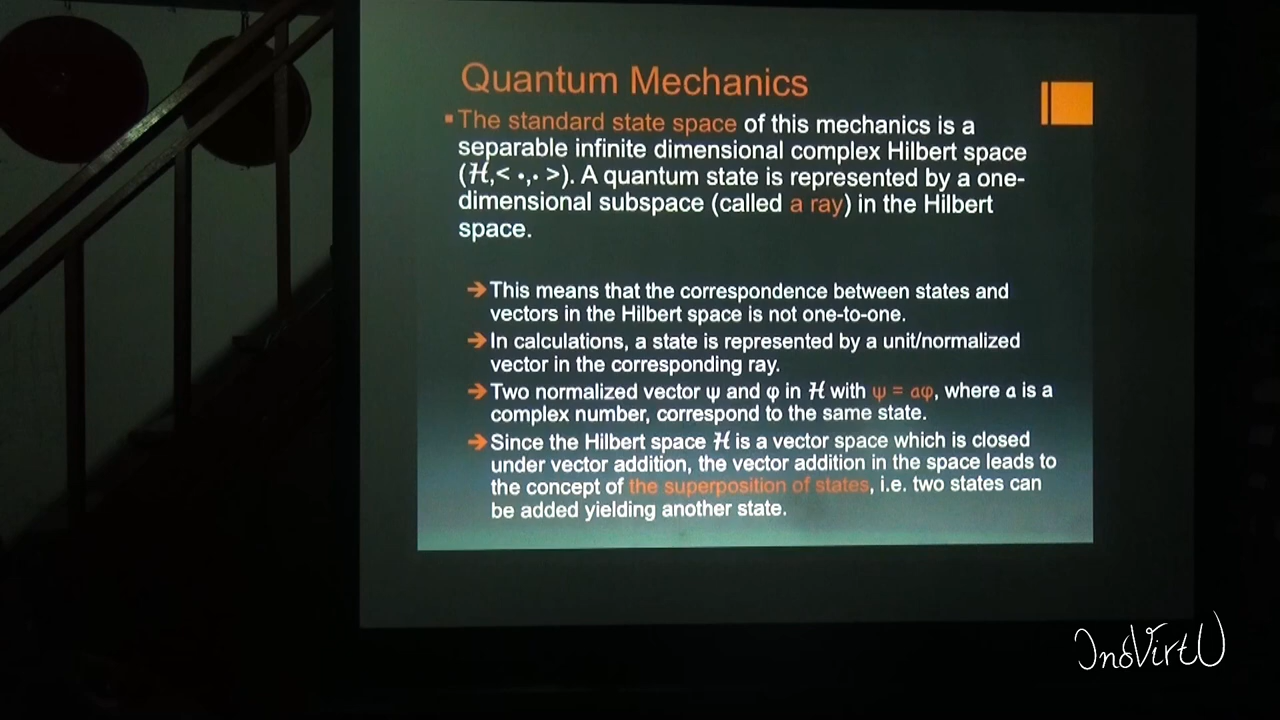 Quantum Mechanics
▪The standard state space of this mechanics is a
separable infinite dimensional complex Hilbert space
(ℋ,< •,• >). A quantum state is represented by a one-
dimensional subspace (called a ray) in the Hilbert
space.
➔This means that the correspondence between states and
vectors in the Hilbert space is not one-to-one.
➔In calculations, a state is represented by a unit/normalized
vector in the corresponding ray.
➔Two normalized vector ψ and φ in ℋ with ψ = aφ, where a is a
complex number, correspond to the same state.
➔Since the Hilbert space ℋ is a vector space which is closed
under vector addition, the vector addition in the space leads to
the concept of the superposition of states, i.e. two states can
be added yielding another state.
InoVirtU